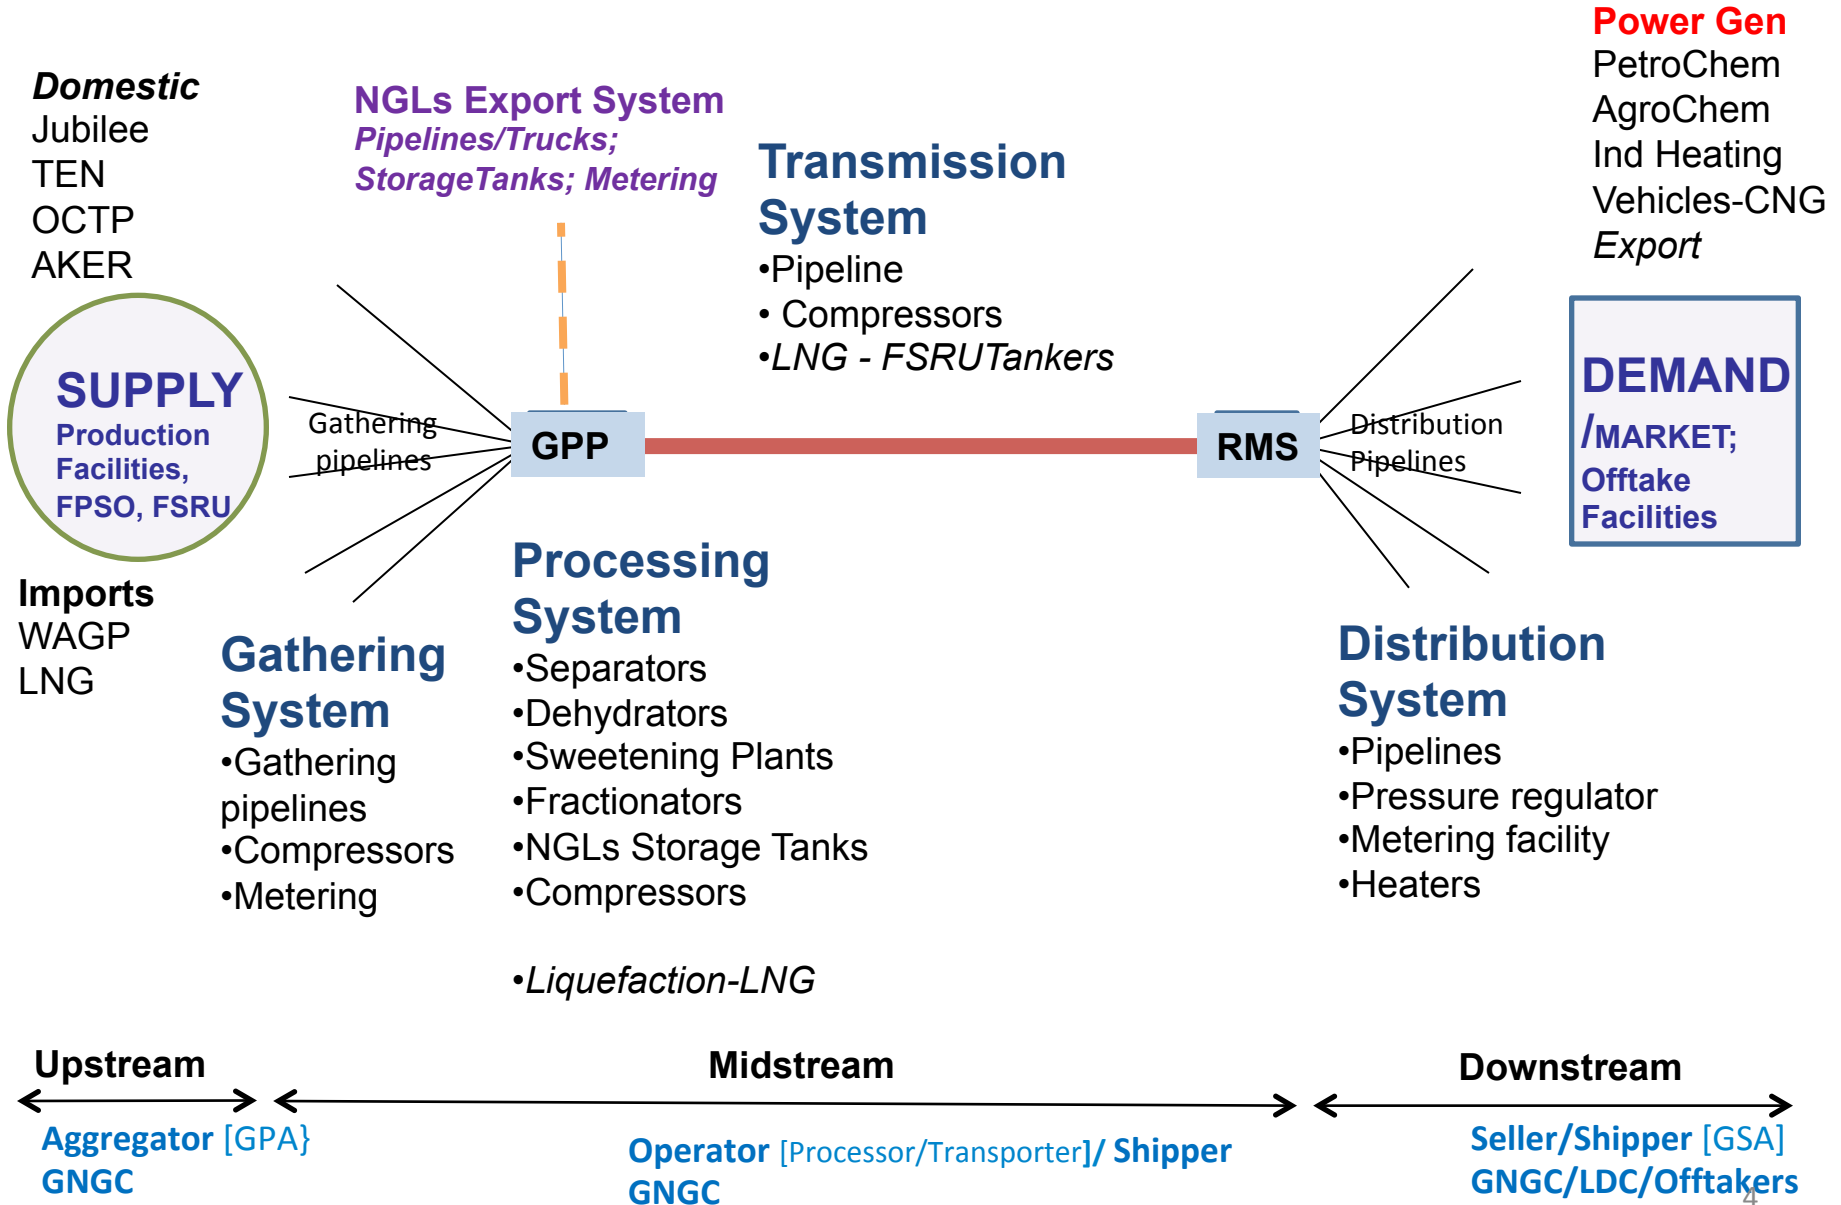 Domestic
Jubilee
TEN
OCTP
AKER
SUPPLY
Production
Facilities,
FPSO, FSRU
Imports
WAGP
LNG
NGLs Export System
Pipelines/Trucks;
StorageTanks; Metering
Gathering
pipelines
GPP
Transmission
System
•Pipeline
• Compressors
•LNG - FSRUTankers
RMS
Distribution
Pipelines
Power Gen
PetroChem
AgroChem
Ind Heating
Vehicles-CNG
Export
DEMAND
/MARKET;
Offtake
Facilities
Gathering
System
•Gathering
pipelines
•Compressors
•Metering
Processing
System
•Separators
•Dehydrators
•Sweetening Plants
•Fractionators
•NGLs Storage Tanks
•Compressors
•Liquefaction-LNG
Distribution
System
•Pipelines
•Pressure regulator
•Metering facility
•Heaters
Upstream
Midstream
Downstream
Aggregator [GPA}
GNGC
Operator [Processor/Transporter]/ Shipper
GNGC
Seller/Shipper [GSA]
GNGC/LDC/Offtakers
4